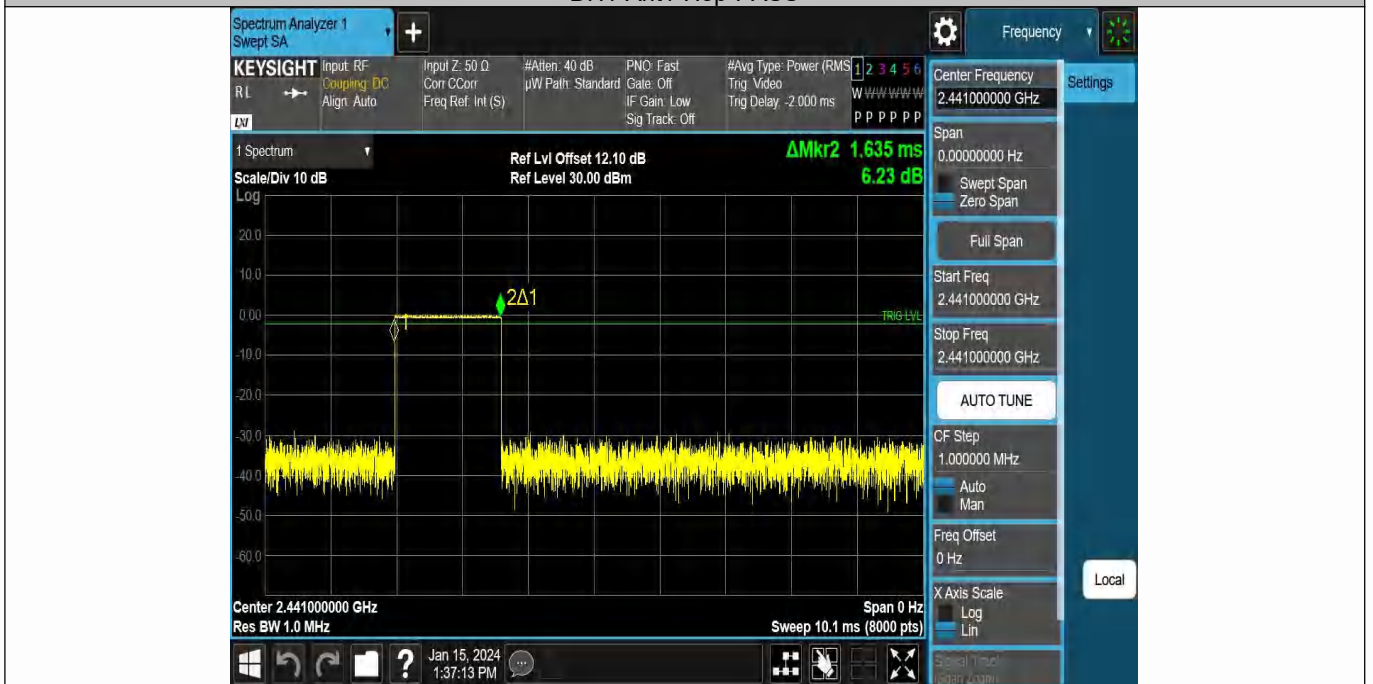 Spectrum Analyzer 1
Swept SA
+
Frequency
KEYSIGHT
RL
LXI
Input: RF
Coupling: DC
Align: Auto
Input Z: 50 Ω
Corr CCorr
Freq Ref: Int (S)
#Atten: 40 dB
µW Path: Standard
PNO: Fast
Gate: Off
IF Gain: Low
Sig Track: Off
#Avg Type: Power (RMS
Trig: Video
Trig Delay: -2.000 ms
1 2 3 4 5 6
W W W W W W
P P P P P P
Center Frequency
2.441000000 GHz
Settings
1 Spectrum
Scale/Div 10 dB
Log
Ref Lvl Offset 12.10 dB
Ref Level 30.00 dBm
ΔMkr2 1.635 ms
6.23 dB
Span
0.00000000 Hz
Swept Span
Zero Span
Full Span
Start Freq
2.441000000 GHz
Stop Freq
2.441000000 GHz
AUTO TUNE
CF Step
1.000000 MHz
Auto
Man
Freq Offset
0 Hz
X Axis Scale
Log
Lin
Local
20.0
10.0
0.00
-10.0
-20.0
-30.0
-40.0
-50.0
-60.0
2Δ1
TRIG LVL
Center 2.441000000 GHz
Res BW 1.0 MHz
Span 0 Hz
Sweep 10.1 ms (8000 pts)
?
Jan 15, 2024
1:37:13 PM
Signal Track
(Span Zoom)